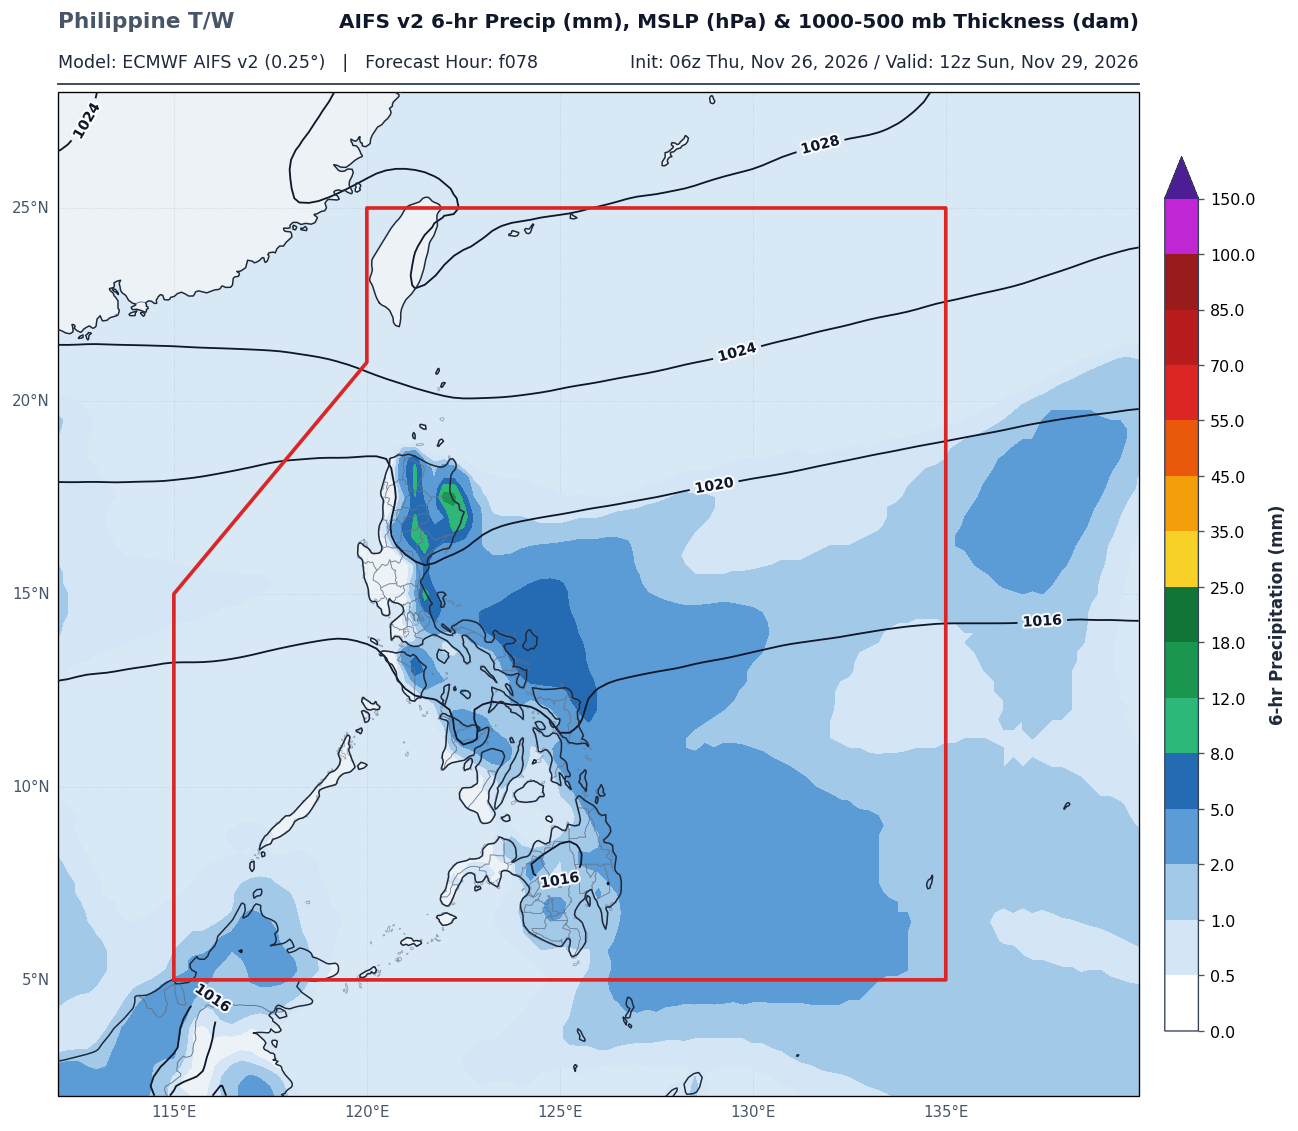 Philippine T/W
AIFS v2 6-hr Precip (mm), MSLP (hPa) & 1000-500 mb Thickness (dam)
Model: ECMWF AIFS v2 (0.25°) | Forecast Hour: f078
Init: 06z Thu, Nov 26, 2026 / Valid: 12z Sun, Nov 29, 2026
1024
1028
1024
1020
1016
1016
1016
25°N
20°N
15°N
10°N
5°N
115°E
120°E
125°E
130°E
135°E
150.0
100.0
85.0
70.0
55.0
45.0
35.0
25.0
18.0
12.0
8.0
5.0
2.0
1.0
0.5
0.0
6-hr Precipitation (mm)